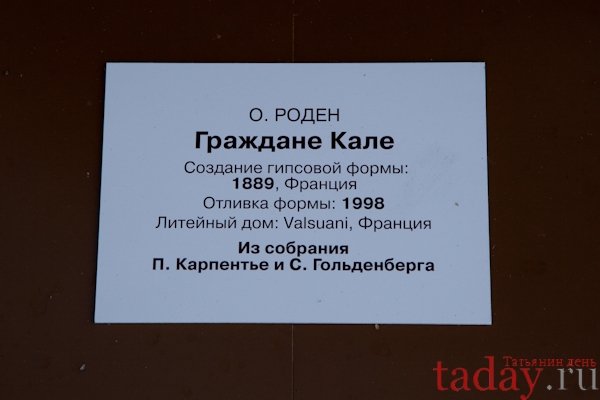 О. РОДЕН
Граждане Кале
Создание гипсовой формы:
1889, Франция
Отливка формы: 1998
Литейный дом: Valsuani, Франция
Из собрания
П. Карпентье и С. Гольденберга
Татьянин день
taday.ru